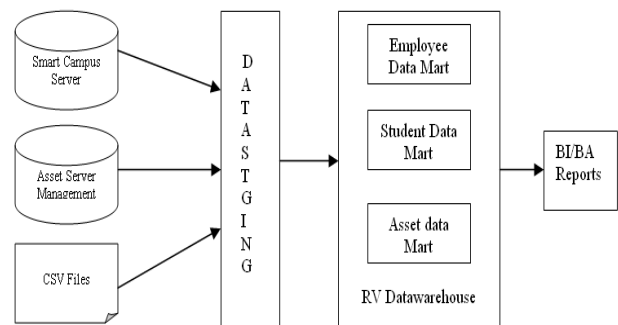 Smart Campus
Server
Asset Server
Management
CSV Files
D
A
T
A
S
T
G
I
N
G
Employee
Data Mart
Student Data
Mart
Asset data
Mart
RV Datawarehouse
BI/BA
Reports